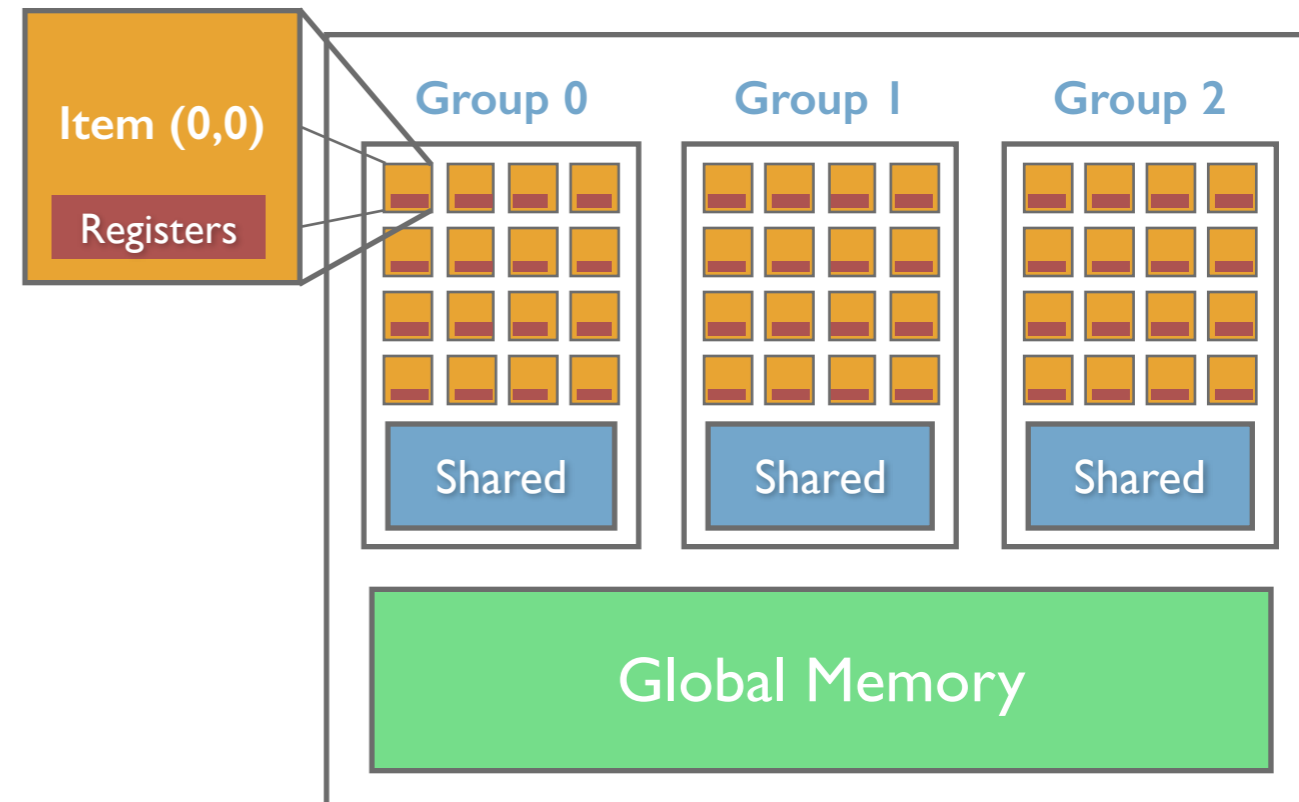 Item (0,0)
Registers
Group 0
Group 1
Group 2
Shared
Shared
Shared
Global Memory